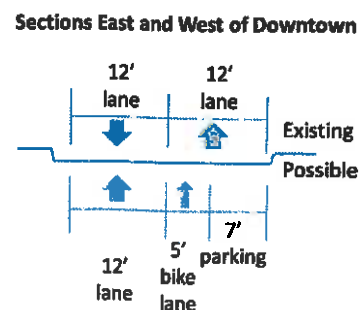 Sections East and West of Downtown
12' lane
12' lane
Existing
Possible
12' lane
5' bike lane
7' parking